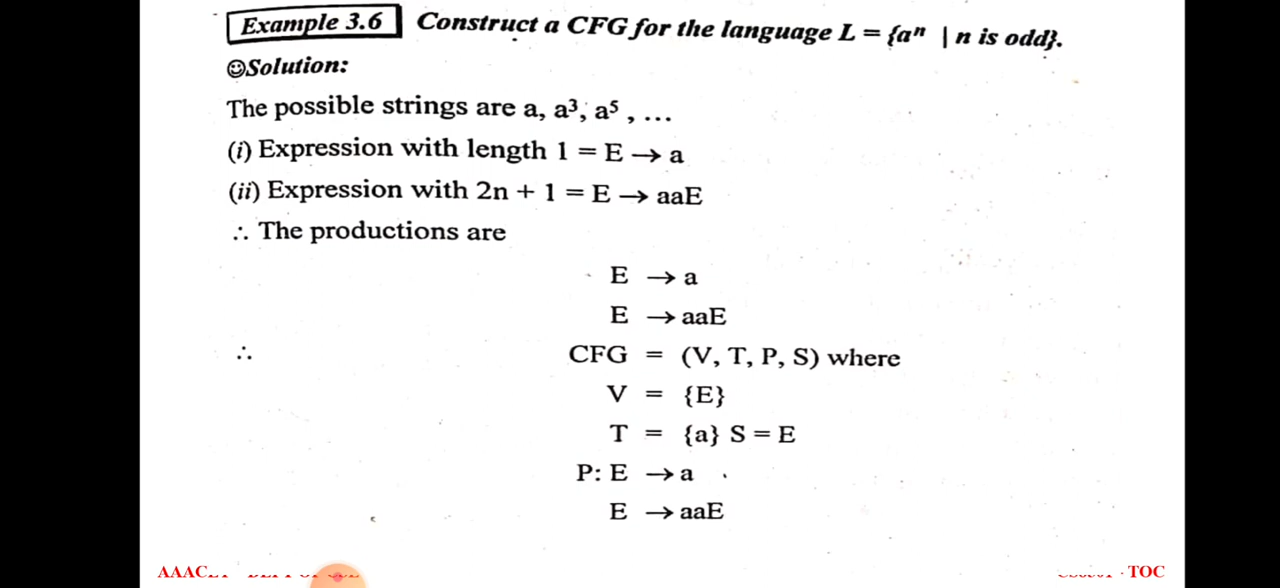 Example 3.6 Construct a CFG for the language L = {aⁿ | n is odd}.
☺Solution:
The possible strings are a, a³, a⁵ , …
(i) Expression with length 1 = E → a
(ii) Expression with 2n + 1 = E → aaE
∴ The productions are
E → a
E → aaE
∴ CFG = (V, T, P, S) where
V = {E}
T = {a} S = E
P: E → a
E → aaE
TOC